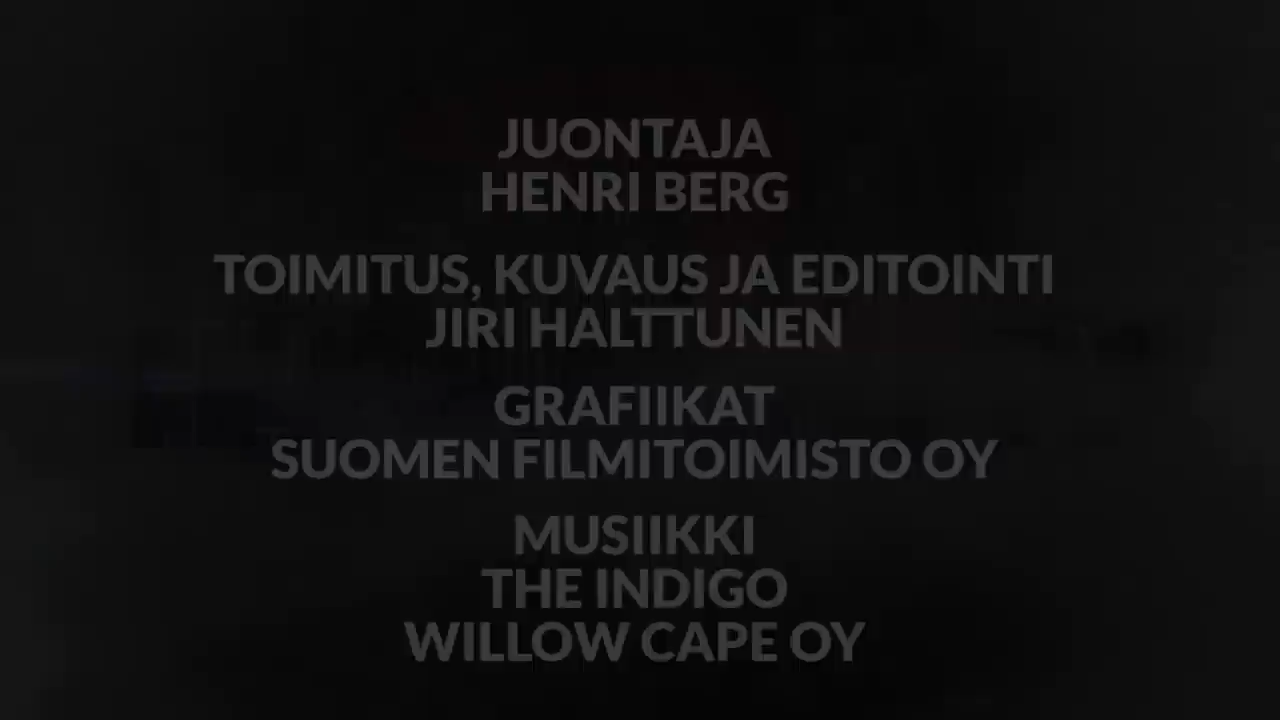 JUONTAJA
HENRI BERG
TOIMITUS, KUVAUS JA EDITOINTI
JIRI HALTTUNEN
GRAFIIKAT
SUOMEN FILMITOIMISTO OY
MUSIIKKI
THE INDIGO
WILLOW CAPE OY